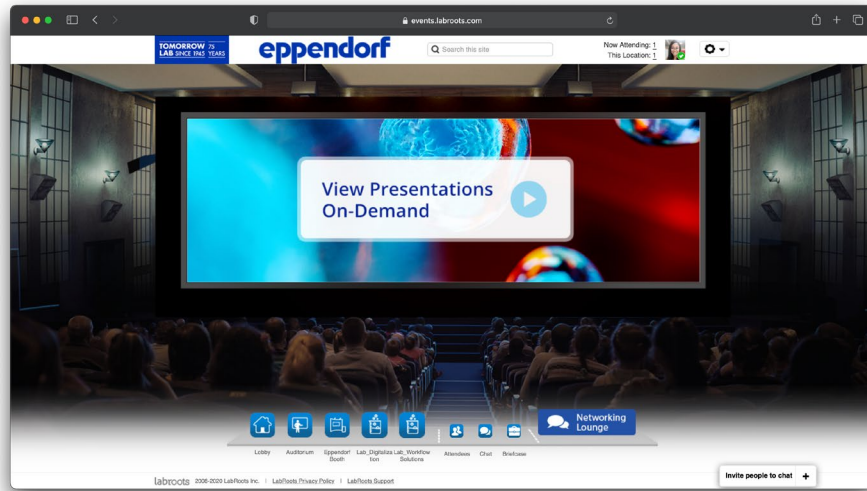 events.labroots.com
TOMORROW 75
LAB SINCE 1945 YEARS
eppendorf
Search this site
Now Attending: 1
This Location: 1
View Presentations
On-Demand
Networking
Lounge
Lobby
Auditorium
Eppendorf
Booth
Lab_Digitaliza
tion
Lab_Workflow
Solutions
Attendees
Chat
Briefcase
labroots 2008-2020 LabRoots Inc. | LabRoots Privacy Policy | LabRoots Support
Invite people to chat +